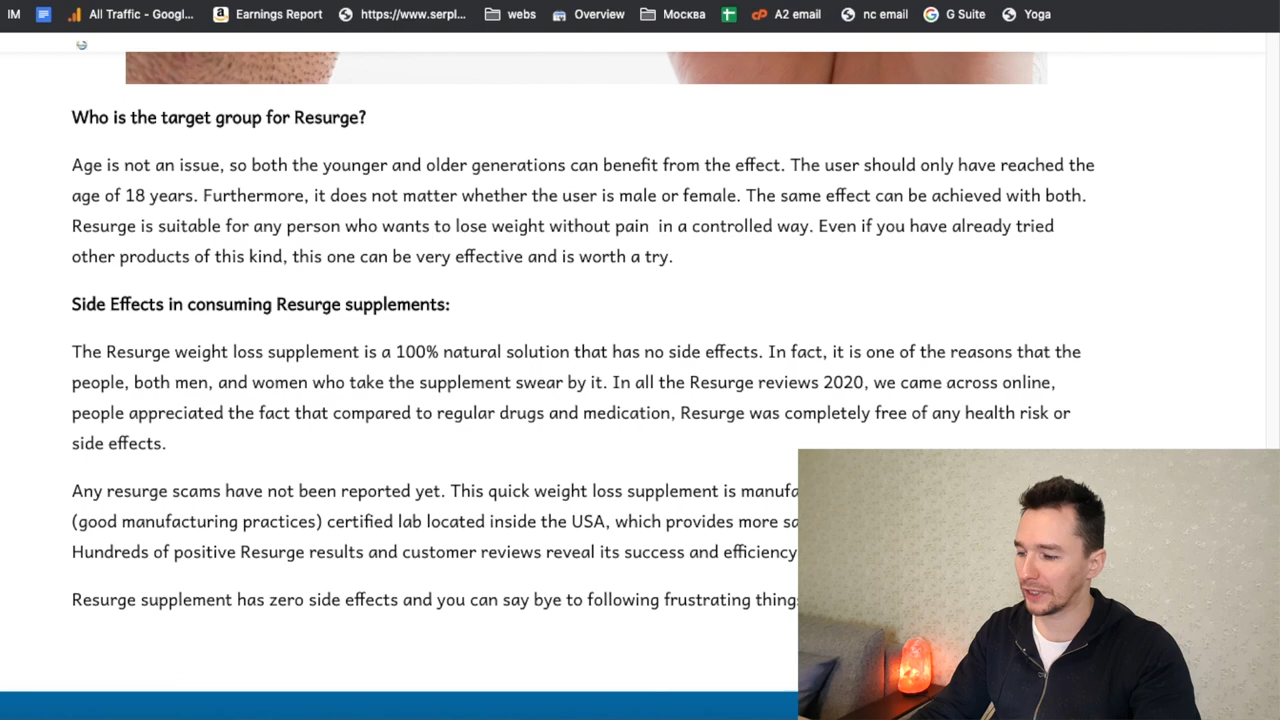 IM
All Traffic - Googl...
Earnings Report
https://www.serpl...
webs
Overview
Москва
A2 email
nc email
G Suite
Yoga
Who is the target group for Resurge?
Age is not an issue, so both the younger and older generations can benefit from the effect. The user should only have reached the
age of 18 years. Furthermore, it does not matter whether the user is male or female. The same effect can be achieved with both.
Resurge is suitable for any person who wants to lose weight without pain  in a controlled way. Even if you have already tried
other products of this kind, this one can be very effective and is worth a try.
Side Effects in consuming Resurge supplements:
The Resurge weight loss supplement is a 100% natural solution that has no side effects. In fact, it is one of the reasons that the
people, both men, and women who take the supplement swear by it. In all the Resurge reviews 2020, we came across online,
people appreciated the fact that compared to regular drugs and medication, Resurge was completely free of any health risk or
side effects.
Any resurge scams have not been reported yet. This quick weight loss supplement is manufa
(good manufacturing practices) certified lab located inside the USA, which provides more sa
Hundreds of positive Resurge results and customer reviews reveal its success and efficiency
Resurge supplement has zero side effects and you can say bye to following frustrating thing